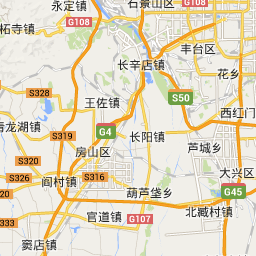 永定镇
石景山区
G108
柘寺镇
G108
丰台区
长辛店镇
花乡
S328
王佐镇
S50
西红门
青龙湖镇
S319
G4
长阳镇
芦城乡
房山区
S320
大兴区
阎村镇
S316
S326
葫芦垡乡
G45
北臧村镇
官道镇
G107
窦店镇